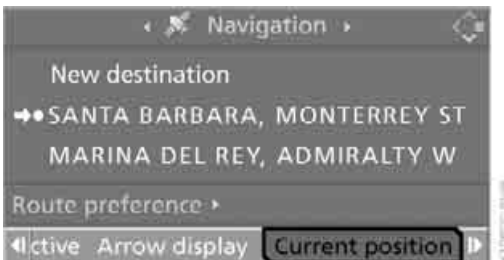 Navigation
New destination
SANTA BARBARA, MONTERREY ST
MARINA DEL REY, ADMIRALTY W
Route preference
ctive Arrow display Current position